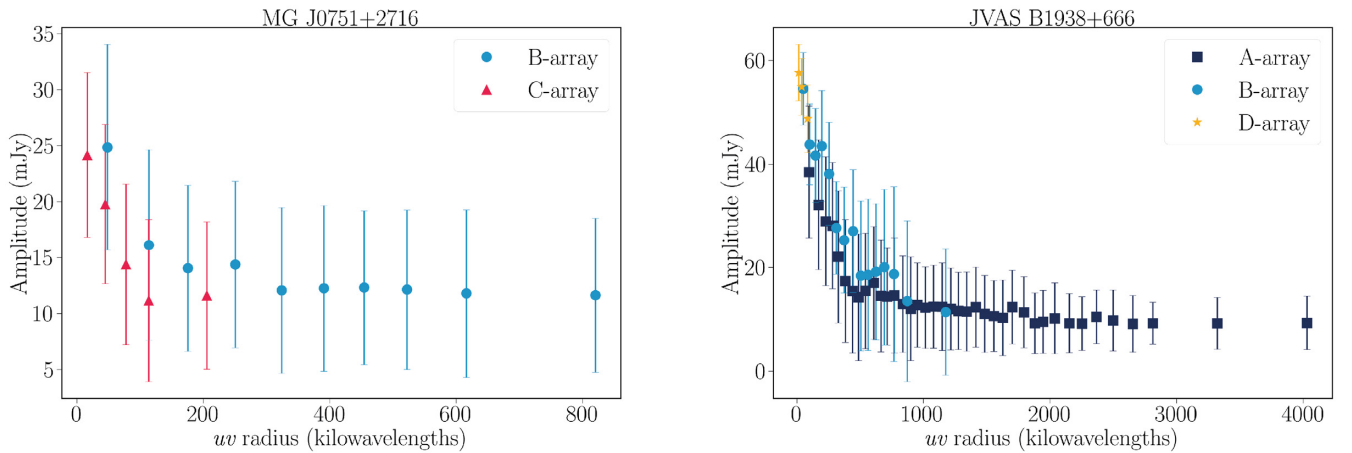 MG J0751+2716
35
30
25
20
15
10
5
Amplitude (mJy)
B-array
C-array
0
200
400
600
800
uv radius (kilowavelengths)
JVAS B1938+666
60
40
20
0
Amplitude (mJy)
A-array
B-array
D-array
0
1000
2000
3000
4000
uv radius (kilowavelengths)